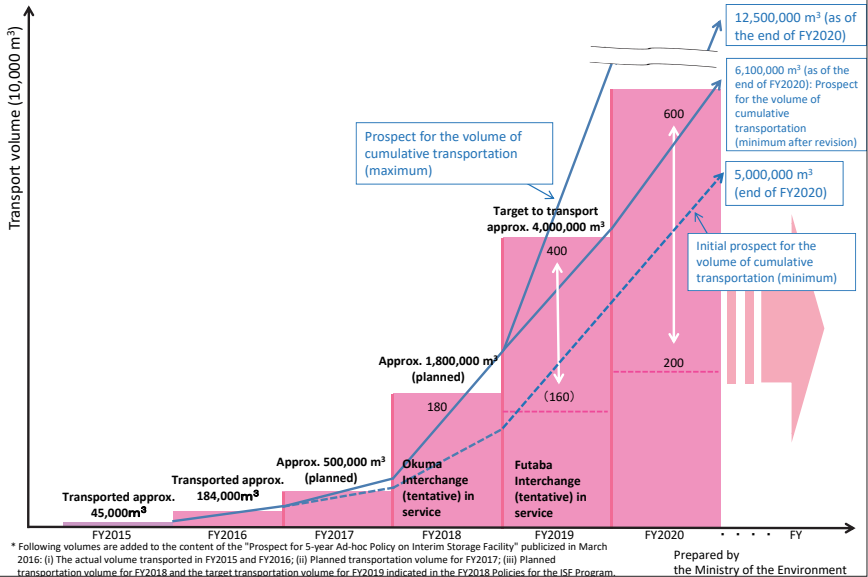 Transport volume (10,000 m³)
12,500,000 m³ (as of
the end of FY2020)
6,100,000 m³ (as of the
end of FY2020): Prospect
for the volume of
cumulative
transportation
(minimum after revision)
600
Prospect for the volume of
cumulative transportation
(maximum)
5,000,000 m³
(end of FY2020)
Target to transport
approx. 4,000,000 m³
400
Initial prospect for the
volume of cumulative
transportation (minimum)
Approx. 1,800,000 m³
(planned)
180
(160)
200
Approx. 500,000 m³
(planned)
Okuma
Interchange
(tentative) in
service
Futaba
Interchange
(tentative) in
service
Transported approx.
184,000m³
Transported approx.
45,000m³
FY2015 FY2016 FY2017 FY2018 FY2019 FY2020 · · · · FY
* Following volumes are added to the content of the "Prospect for 5-year Ad-hoc Policy on Interim Storage Facility" publicized in March
2016: (i) The actual volume transported in FY2015 and FY2016; (ii) Planned transportation volume for FY2017; (iii) Planned
transportation volume for FY2018 and the target transportation volume for FY2019 indicated in the FY2018 Policies for the ISF Program.
Prepared by
the Ministry of the Environment